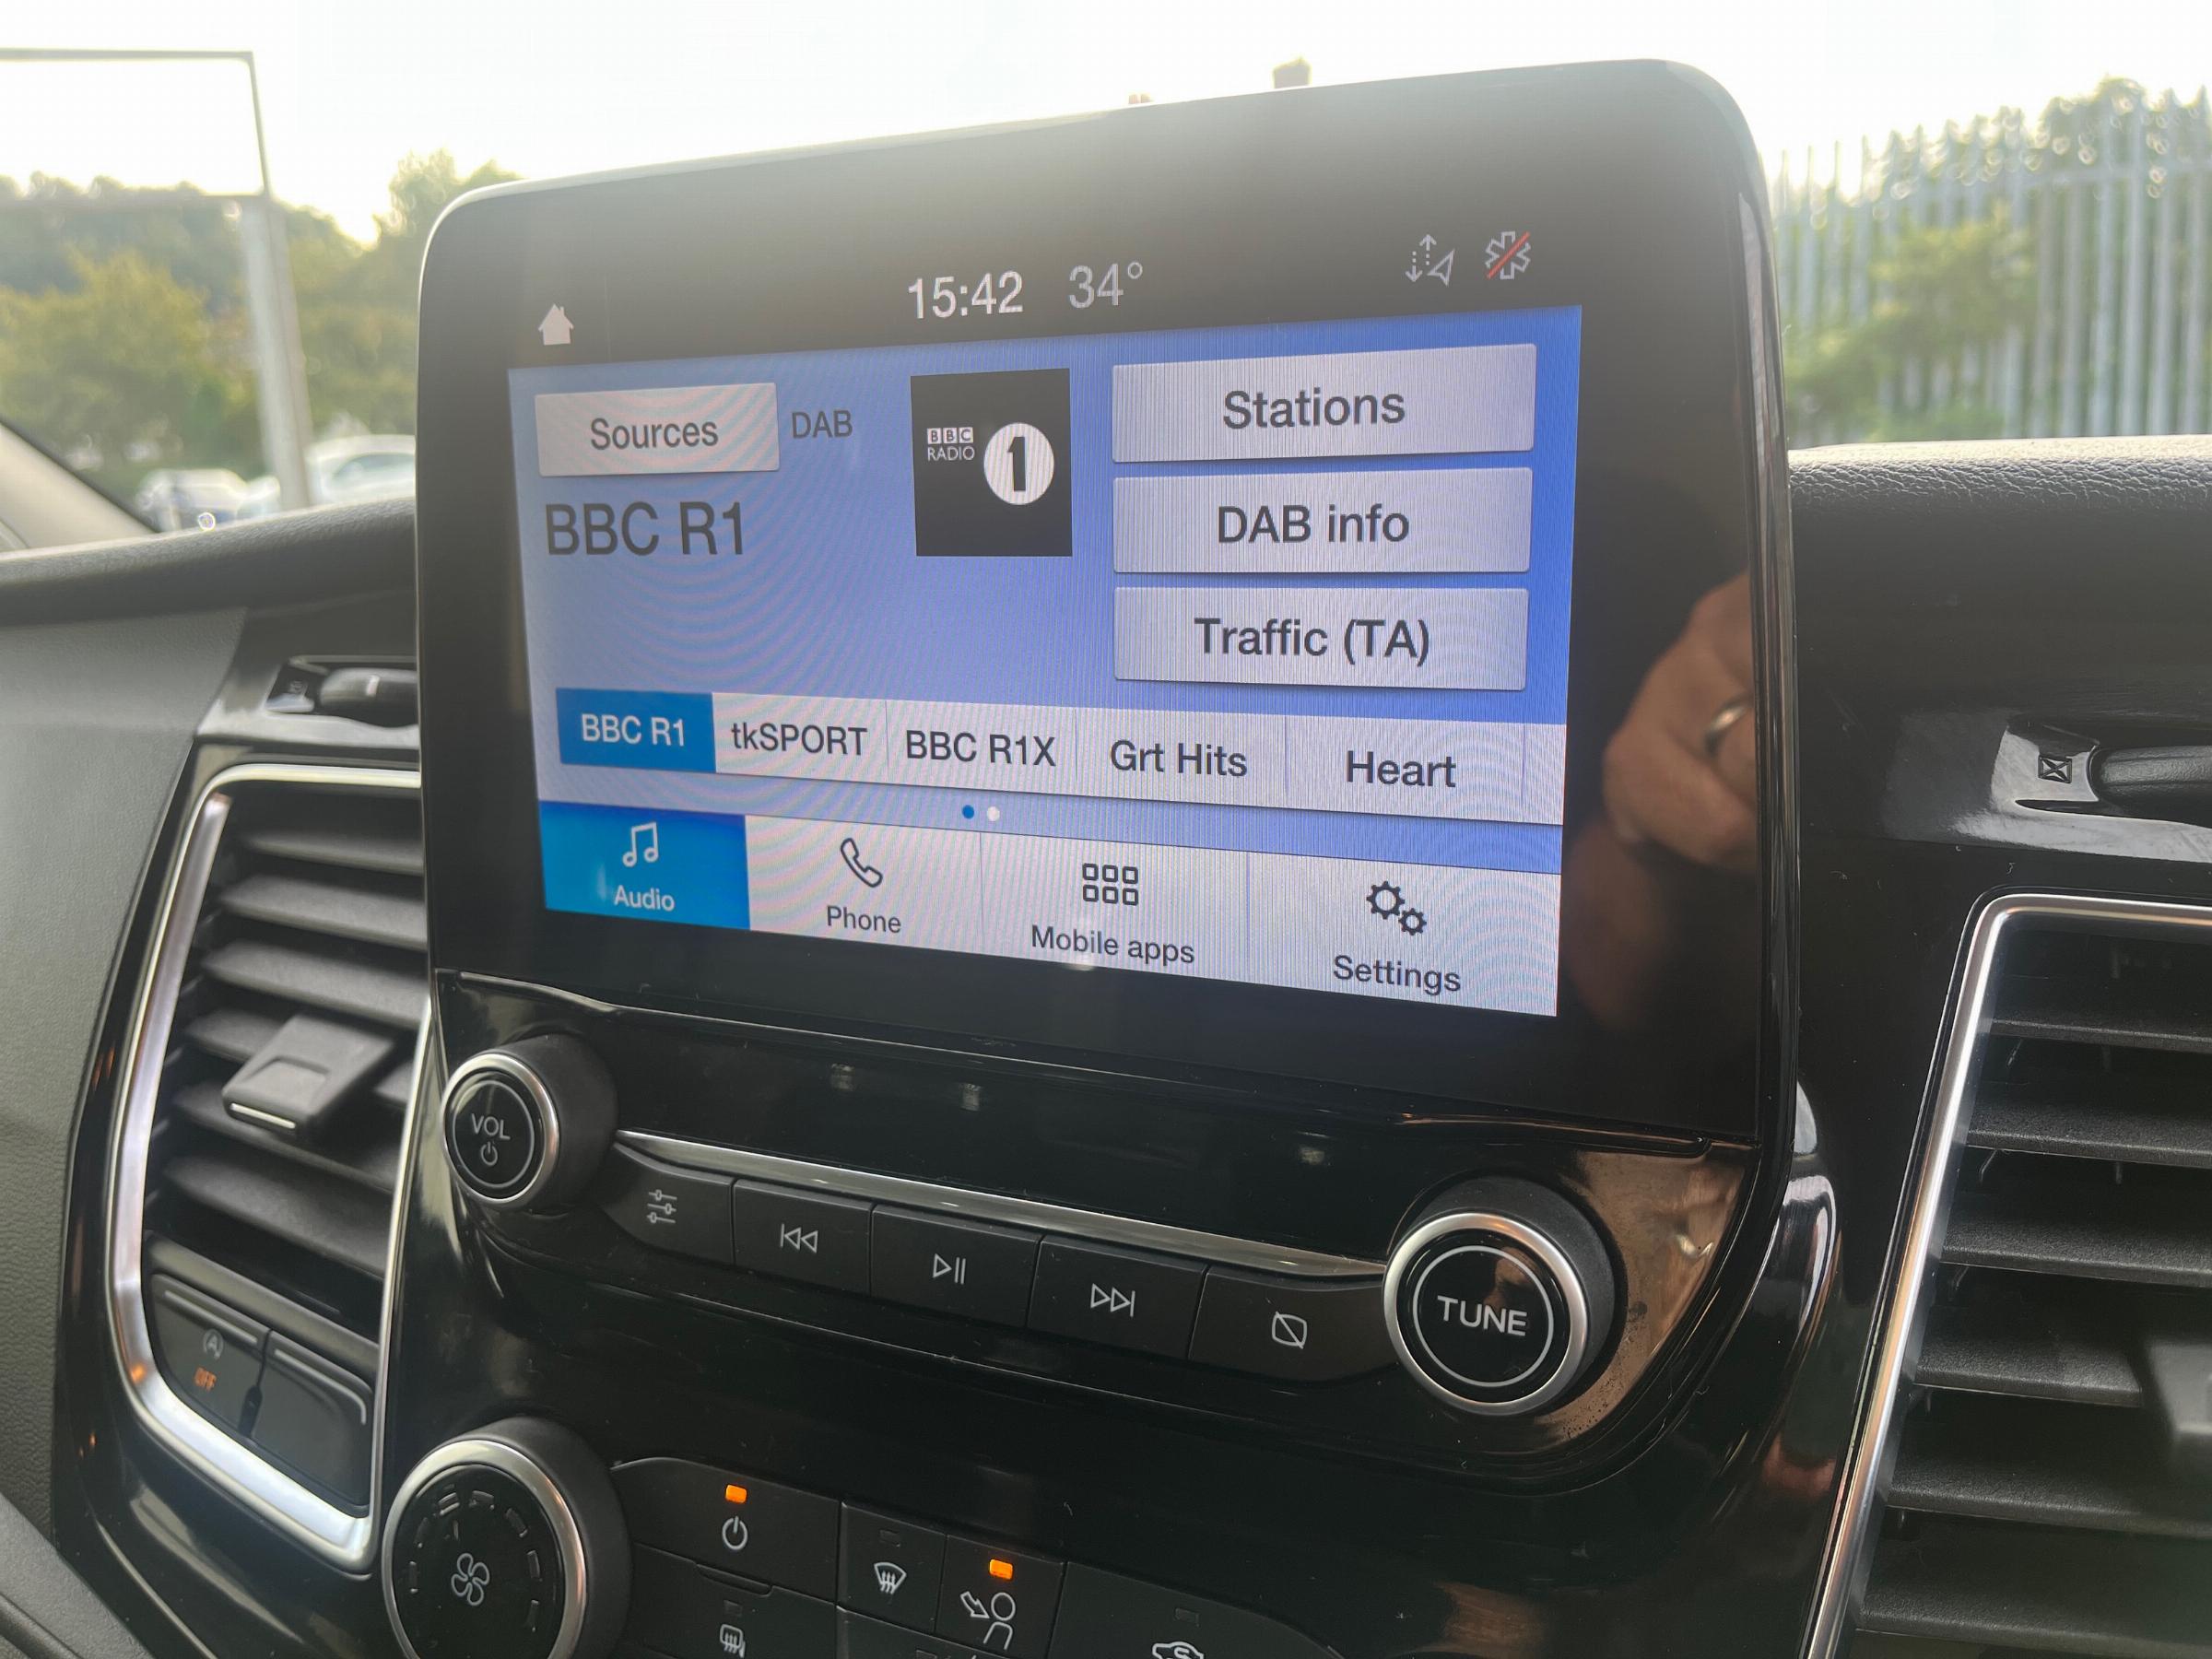 15:42 34°
Sources DAB
BBC RADIO 1
BBC R1
Stations
DAB info
Traffic (TA)
BBC R1 tkSPORT BBC R1X Grt Hits Heart
Audio Phone Mobile apps Settings
VOL
TUNE
A
OFF